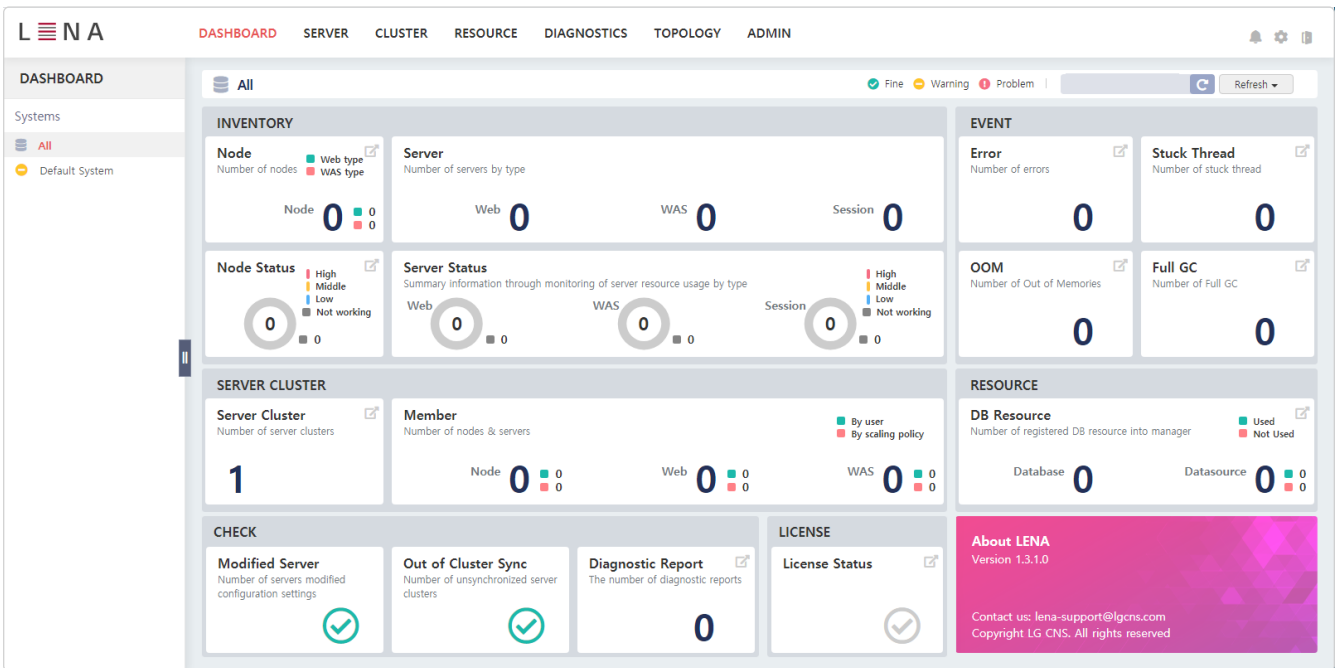 LENA
DASHBOARD SERVER CLUSTER RESOURCE DIAGNOSTICS TOPOLOGY ADMIN
DASHBOARD
Systems
All
Default System
All
Fine Warning Problem Refresh
INVENTORY
Node
Number of nodes
Web type
WAS type
Node 0 0
0
Server
Number of servers by type
Web 0 WAS 0 Session 0
Node Status
High
Middle
Low
Not working
0
0
Server Status
Summary information through monitoring of server resource usage by type
High
Middle
Low
Not working
Web 0 0
WAS 0 0
Session 0 0
EVENT
Error
Number of errors
0
Stuck Thread
Number of stuck thread
0
OOM
Number of Out of Memories
0
Full GC
Number of Full GC
0
SERVER CLUSTER
Server Cluster
Number of server clusters
1
Member
Number of nodes & servers
By user
By scaling policy
Node 0 0
0
Web 0 0
0
WAS 0 0
0
RESOURCE
DB Resource
Number of registered DB resource into manager
Used
Not Used
Database 0
Datasource 0 0
0
CHECK
Modified Server
Number of servers modified
configuration settings
Out of Cluster Sync
Number of unsynchronized server
clusters
Diagnostic Report
The number of diagnostic reports
0
LICENSE
License Status
About LENA
Version 1.3.1.0
Contact us: lena-support@lgcns.com
Copyright LG CNS. All rights reserved